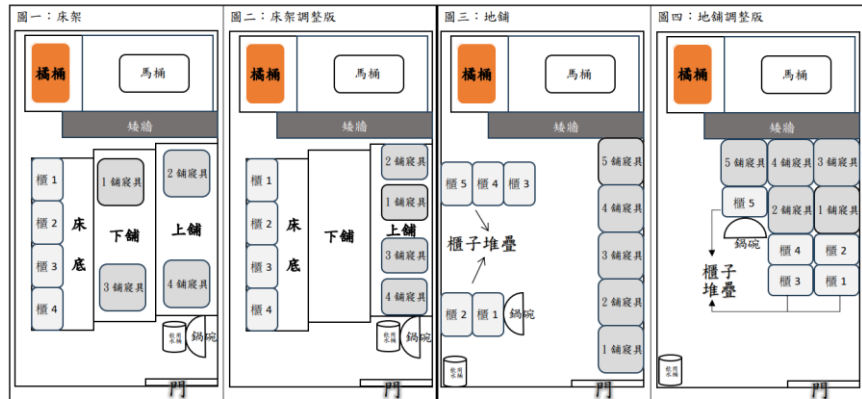 圖一：床架
橘桶
馬桶
矮牆
櫃 1
櫃 2
櫃 3
櫃 4
床
底
1 舖寢具
下舖
3 舖寢具
2 舖寢具
上舖
4 舖寢具
飲用
水桶
鍋碗
門
圖二：床架調整版
橘桶
馬桶
矮牆
櫃 1
櫃 2
櫃 3
櫃 4
床
底
下舖
2 舖寢具
1 舖寢具
上舖
3 舖寢具
4 舖寢具
飲用
水桶
鍋碗
門
圖三：地舖
橘桶
馬桶
矮牆
櫃 5
櫃 4
櫃 3
櫃子堆疊
櫃 2
櫃 1
鍋碗
5 舖寢具
4 舖寢具
3 舖寢具
2 舖寢具
1 舖寢具
飲用
水桶
門
圖四：地舖調整版
橘桶
馬桶
矮牆
5 舖寢具
4 舖寢具
3 舖寢具
櫃 5
2 舖寢具
1 舖寢具
鍋碗
櫃 4
櫃 2
櫃子
堆疊
櫃 3
櫃 1
飲用
水桶
門